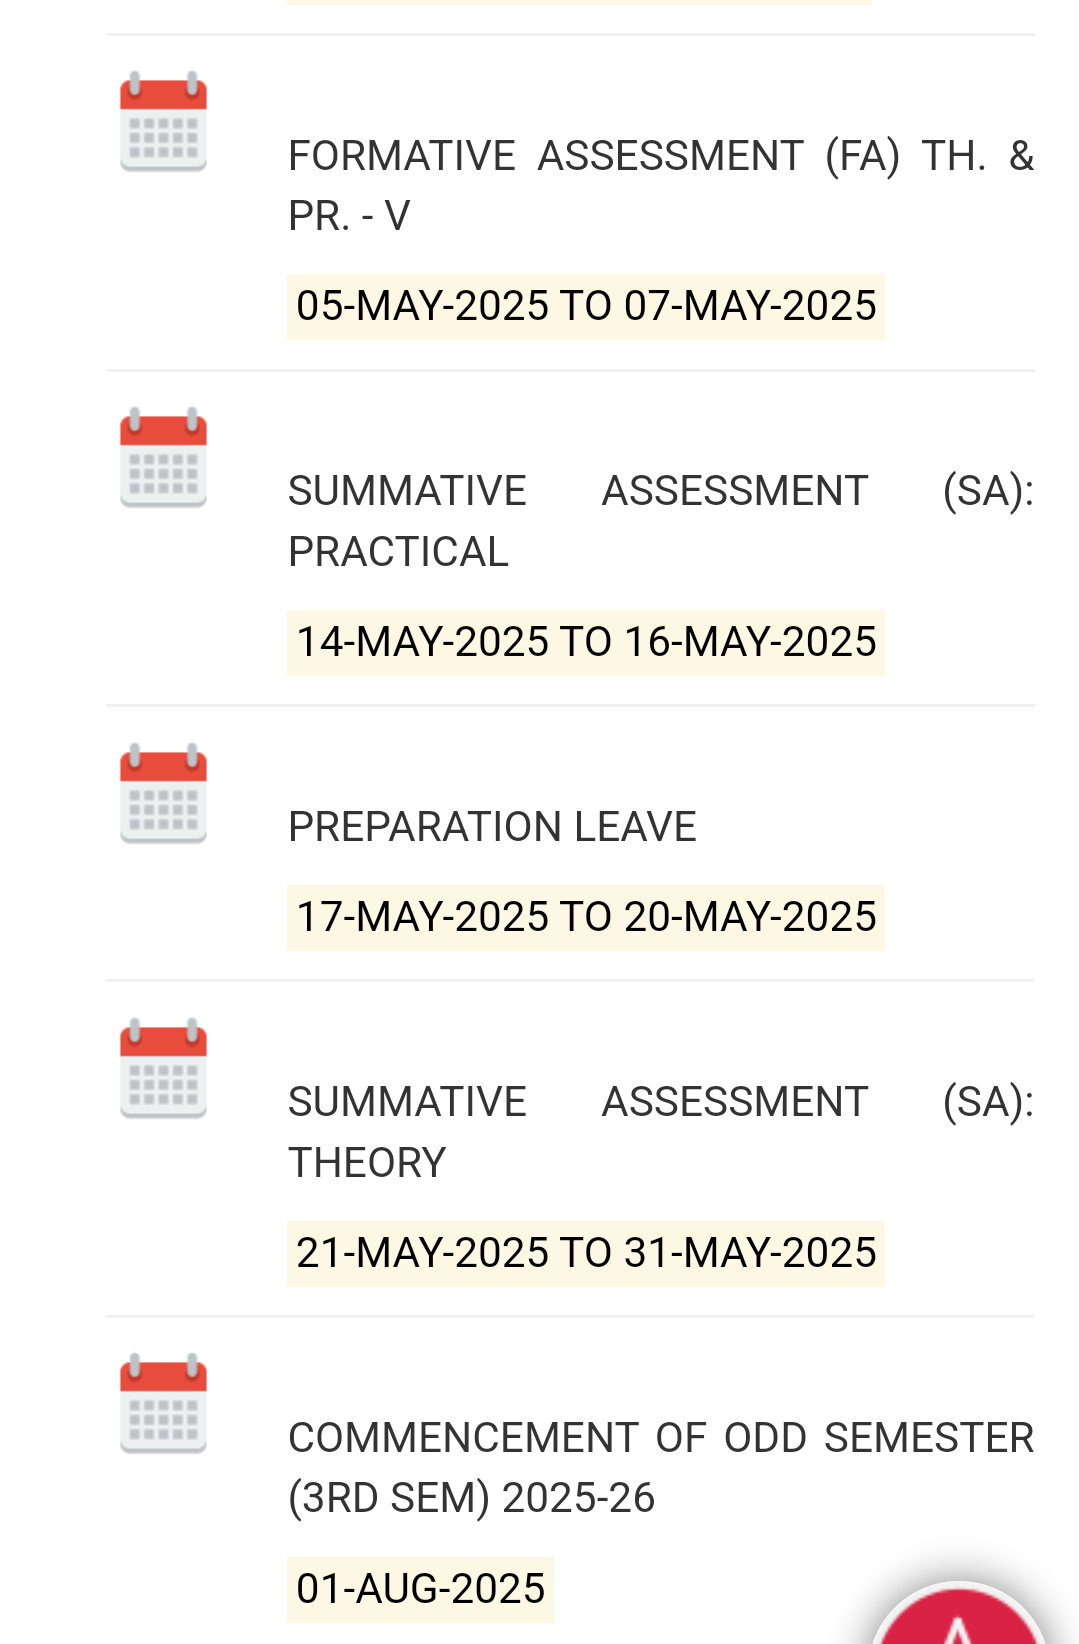 FORMATIVE ASSESSMENT (FA) TH. &
PR. - V
05-MAY-2025 TO 07-MAY-2025
SUMMATIVE ASSESSMENT (SA):
PRACTICAL
14-MAY-2025 TO 16-MAY-2025
PREPARATION LEAVE
17-MAY-2025 TO 20-MAY-2025
SUMMATIVE ASSESSMENT (SA):
THEORY
21-MAY-2025 TO 31-MAY-2025
COMMENCEMENT OF ODD SEMESTER
(3RD SEM) 2025-26
01-AUG-2025